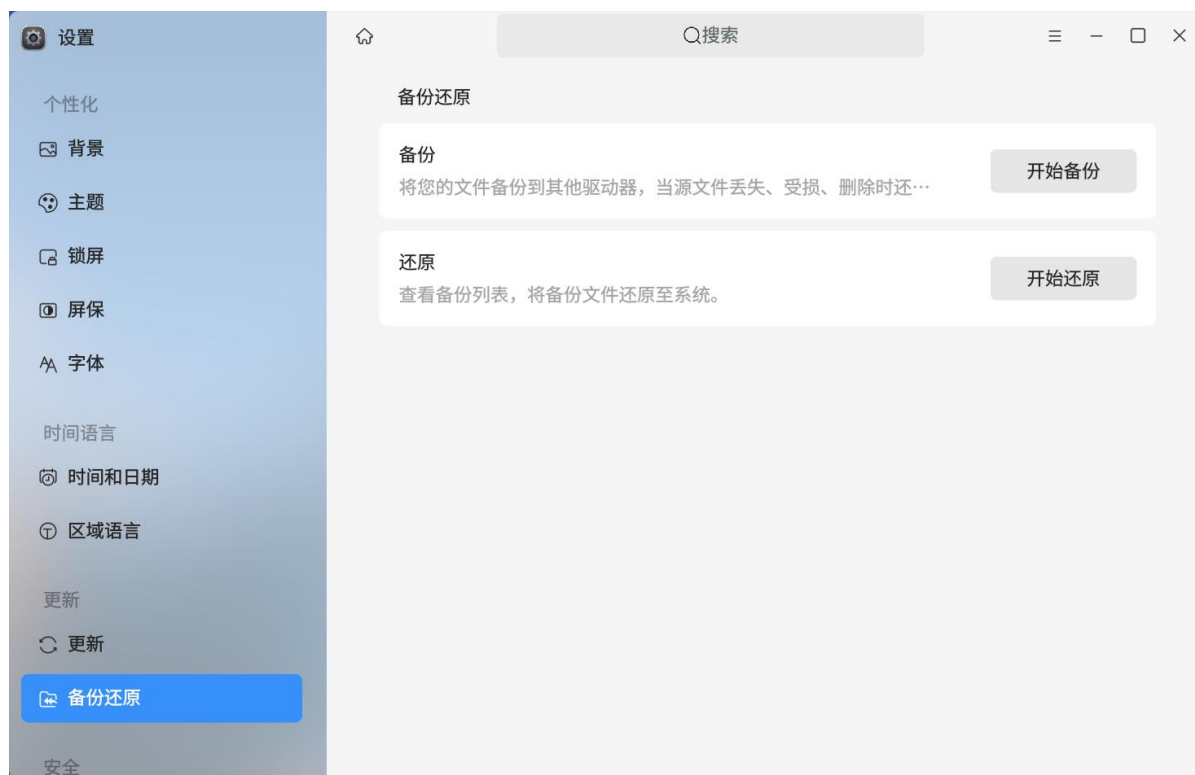 设置
搜索
个性化
背景
主题
锁屏
屏保
字体
时间语言
时间和日期
区域语言
更新
更新
备份还原
安全
备份还原
备份
将您的文件备份到其他驱动器，当源文件丢失、受损、删除时还…
开始备份
还原
查看备份列表，将备份文件还原至系统。
开始还原